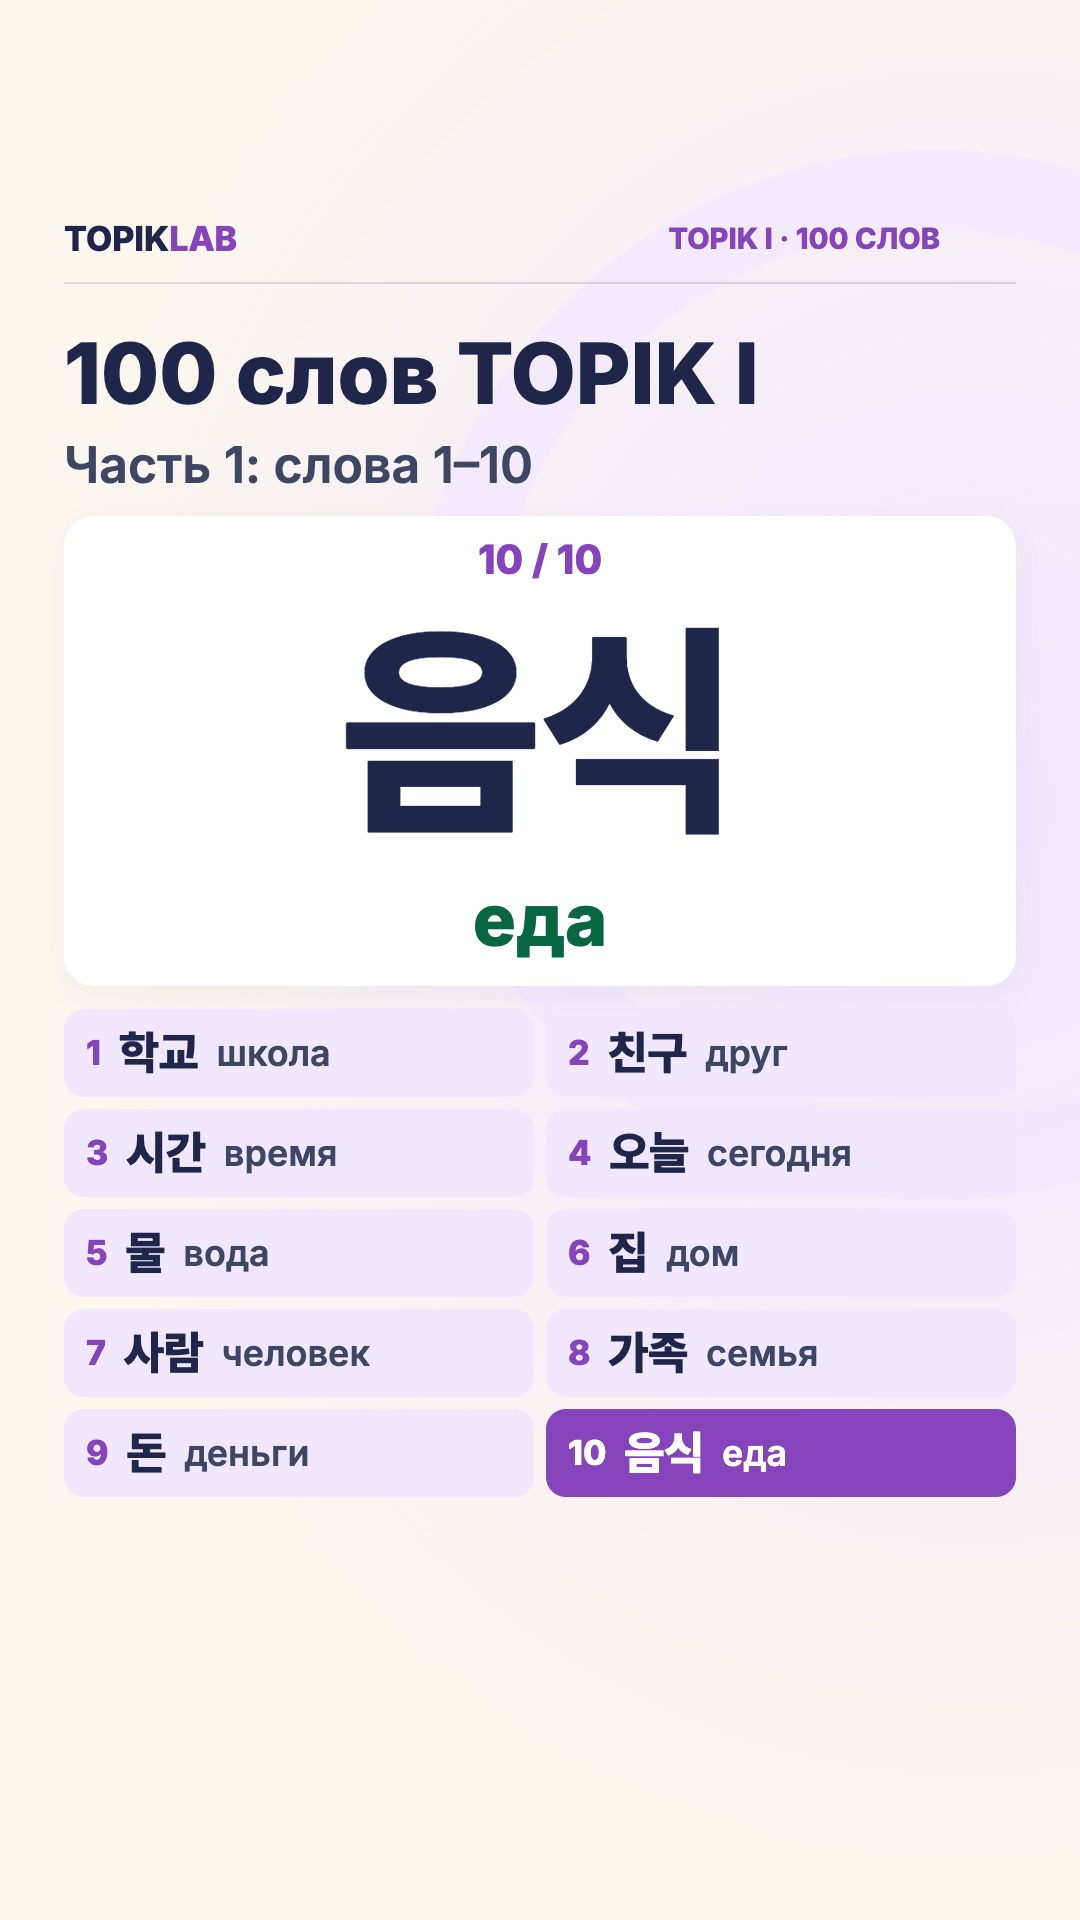 TOPIKLAB
TOPIK I · 100 СЛОВ
100 слов TOPIK I
Часть 1: слова 1–10
10 / 10
음식
еда
1 학교 школа
2 친구 друг
3 시간 время
4 오늘 сегодня
5 물 вода
6 집 дом
7 사람 человек
8 가족 семья
9 돈 деньги
10 음식 еда